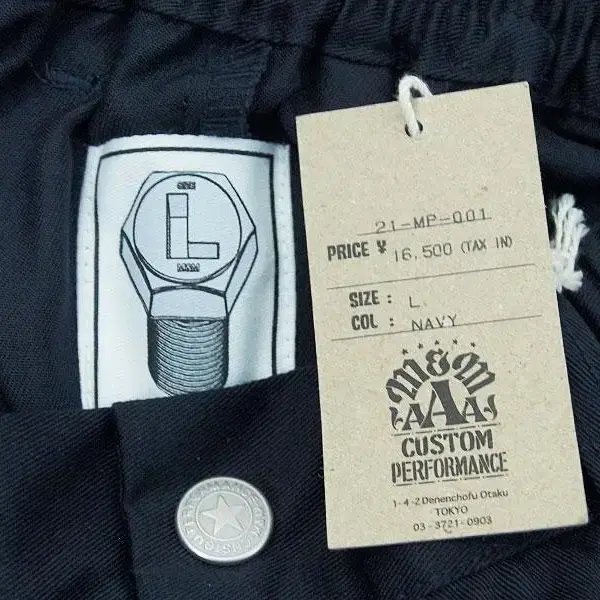 SIZE
L
M&M
21-MP-001
PRICE ¥ 16,500 (TAX IN)
SIZE : L
COL : NAVY
M&M
AAA
CUSTOM
PERFORMANCE
1-4-2 Denenchofu Otaku
TOKYO
03-3721-0903